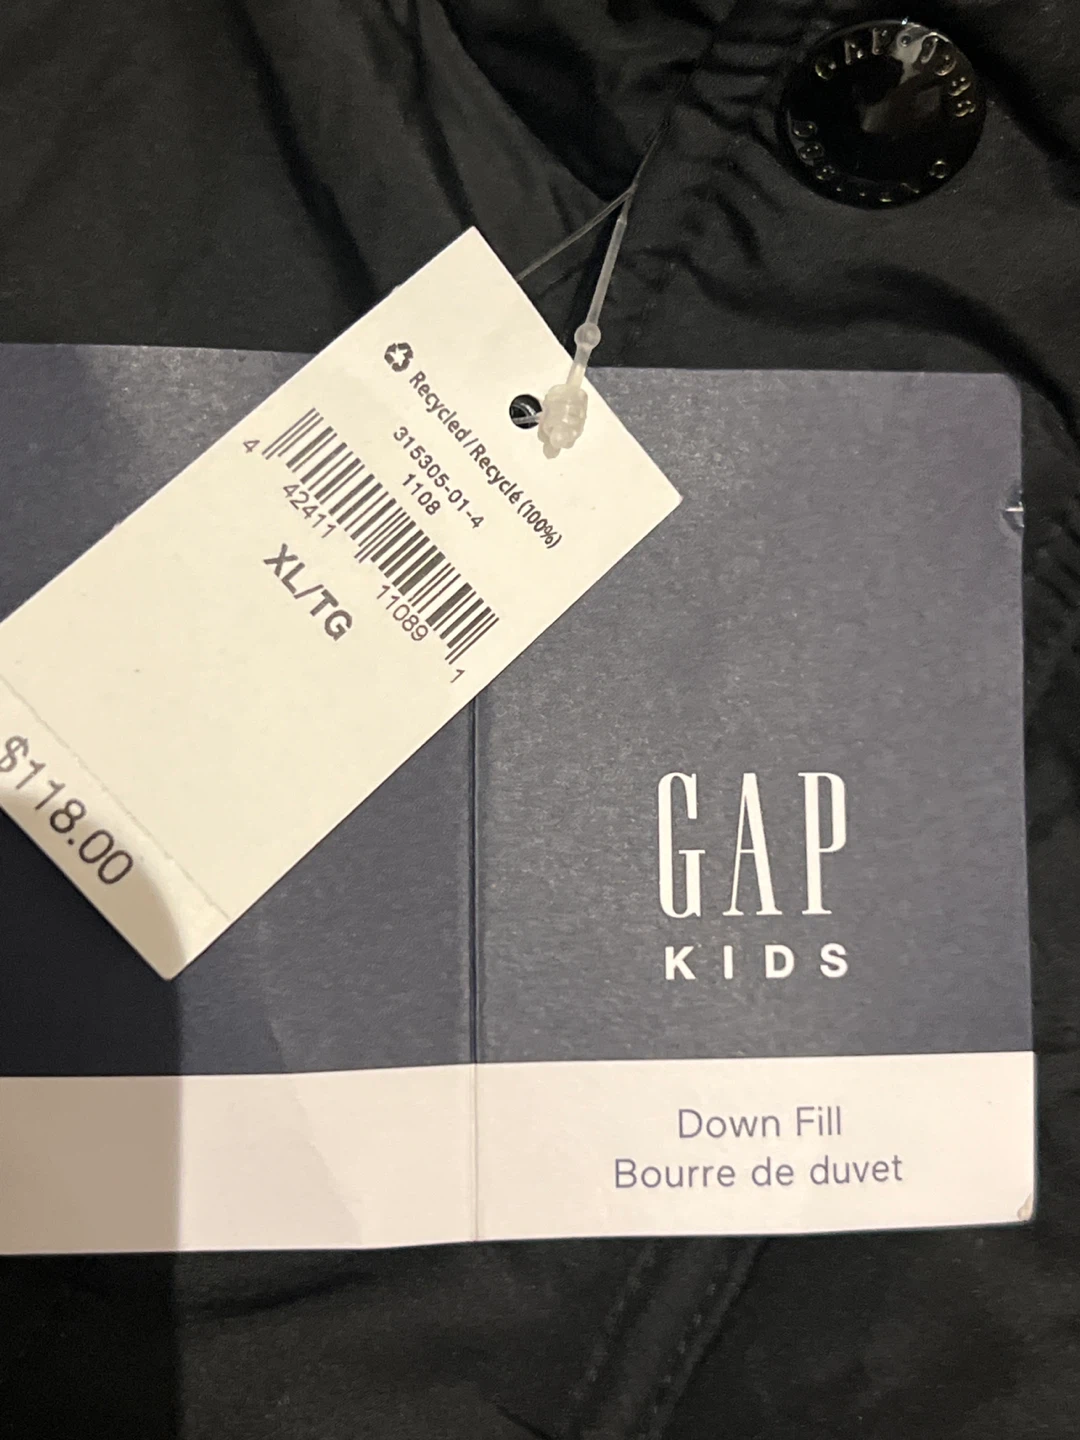 Recycled/Recyclé (100%)
315305-01-4
1108
4 42411 11089 1
XL/TG
$118.00
GAP
KIDS
Down Fill
Bourre de duvet